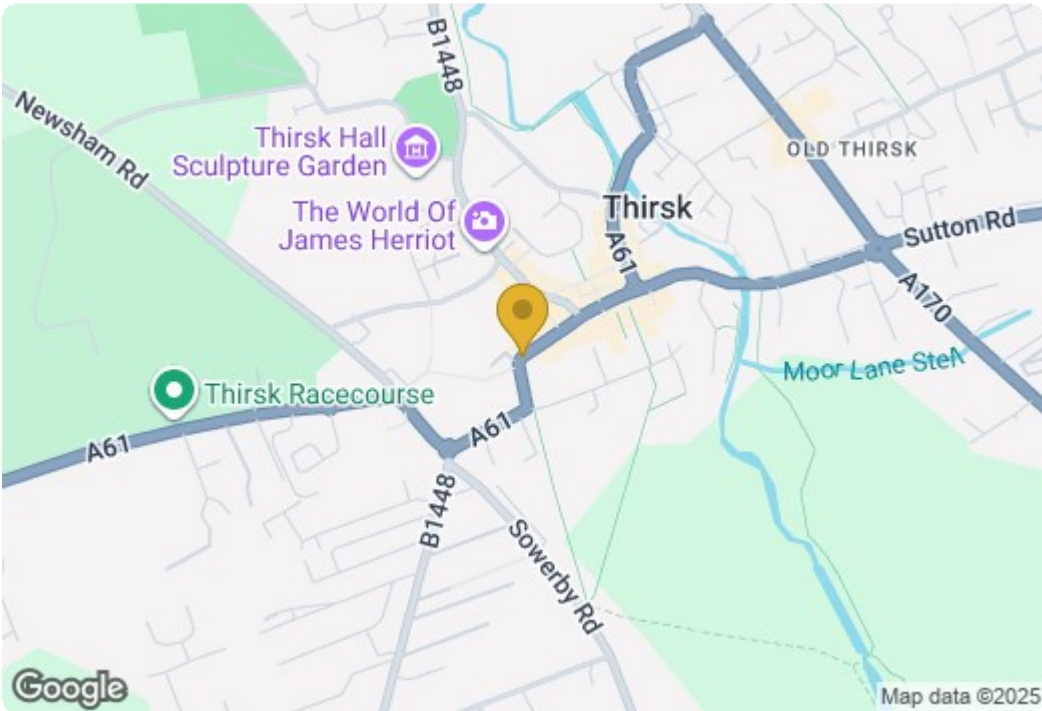 B1448
Newsham Rd
Thirsk Hall
Sculpture Garden
OLD THIRSK
The World Of
James Herriot
Thirsk
A61
Sutton Rd
A170
Moor Lane
Thirsk Racecourse
A61
A61
B1448
Sowerby Rd
Google
Map data ©2025